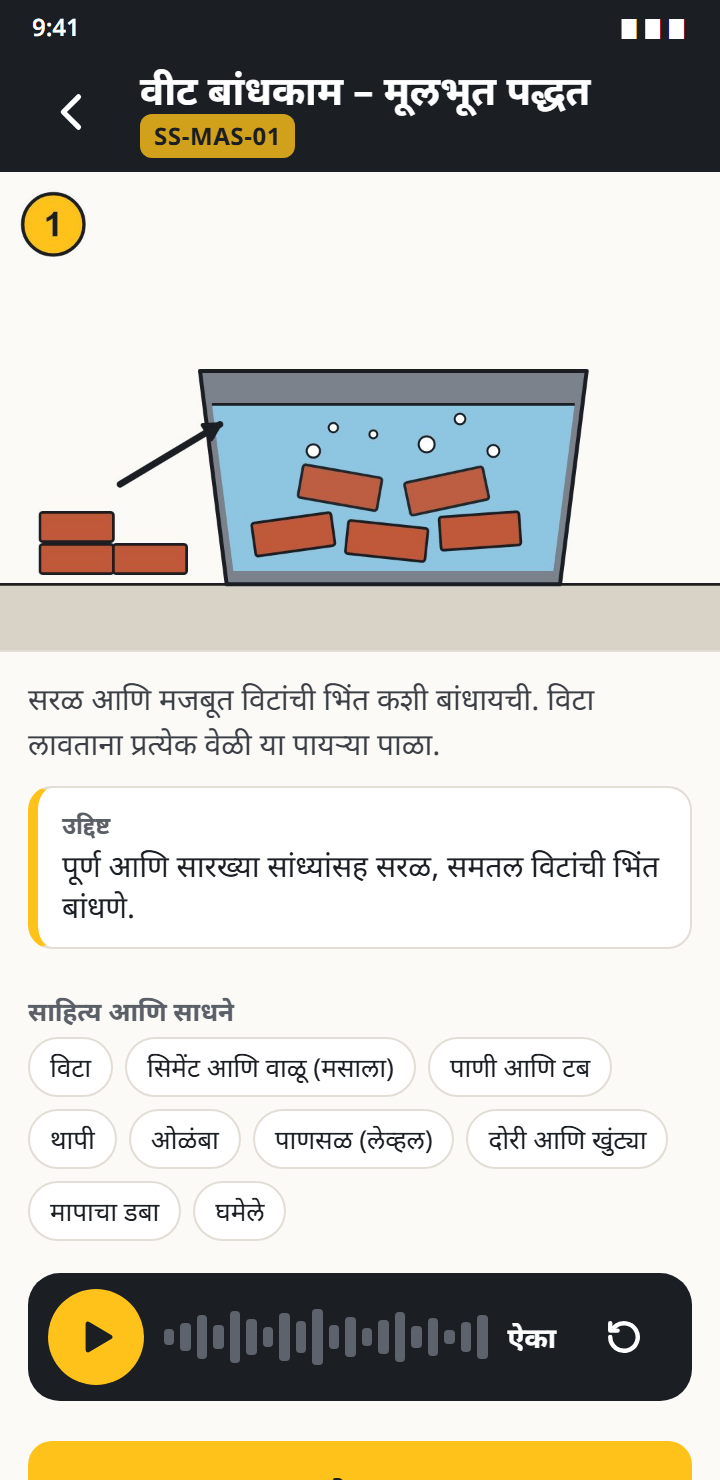 9:41
वीट बांधकाम – मूलभूत पद्धत
SS-MAS-01
1
सरळ आणि मजबूत विटांची भिंत कशी बांधायची. विटा
लावताना प्रत्येक वेळी या पायऱ्या पाळा.
उद्दिष्ट
पूर्ण आणि सारख्या सांध्यांसह सरळ, समतल विटांची भिंत
बांधणे.
साहित्य आणि साधने
विटा
सिमेंट आणि वाळू (मसाला)
पाणी आणि टब
थापी
ओळंबा
पाणसळ (लेव्हल)
दोरी आणि खुंट्या
मापाचा डबा
घमेले
ऐका